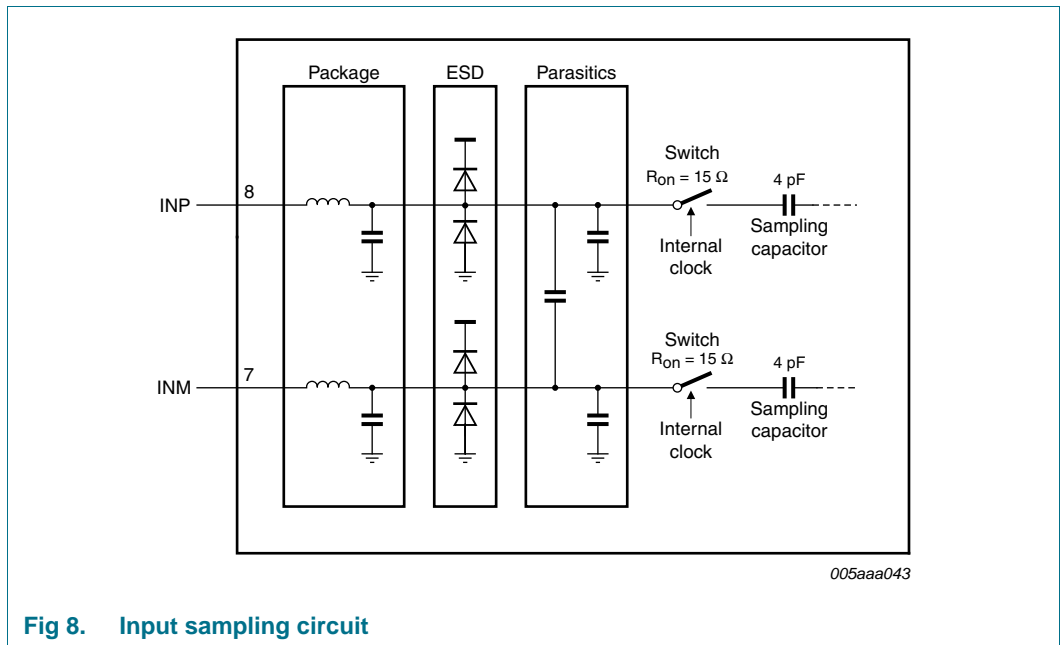 Package ESD Parasitics
Switch
Ron = 15 Ω
4 pF
INP 8
Internal
clock
Sampling
capacitor
Switch
Ron = 15 Ω
4 pF
INM 7
Internal
clock
Sampling
capacitor
005aaa043
Fig 8. Input sampling circuit